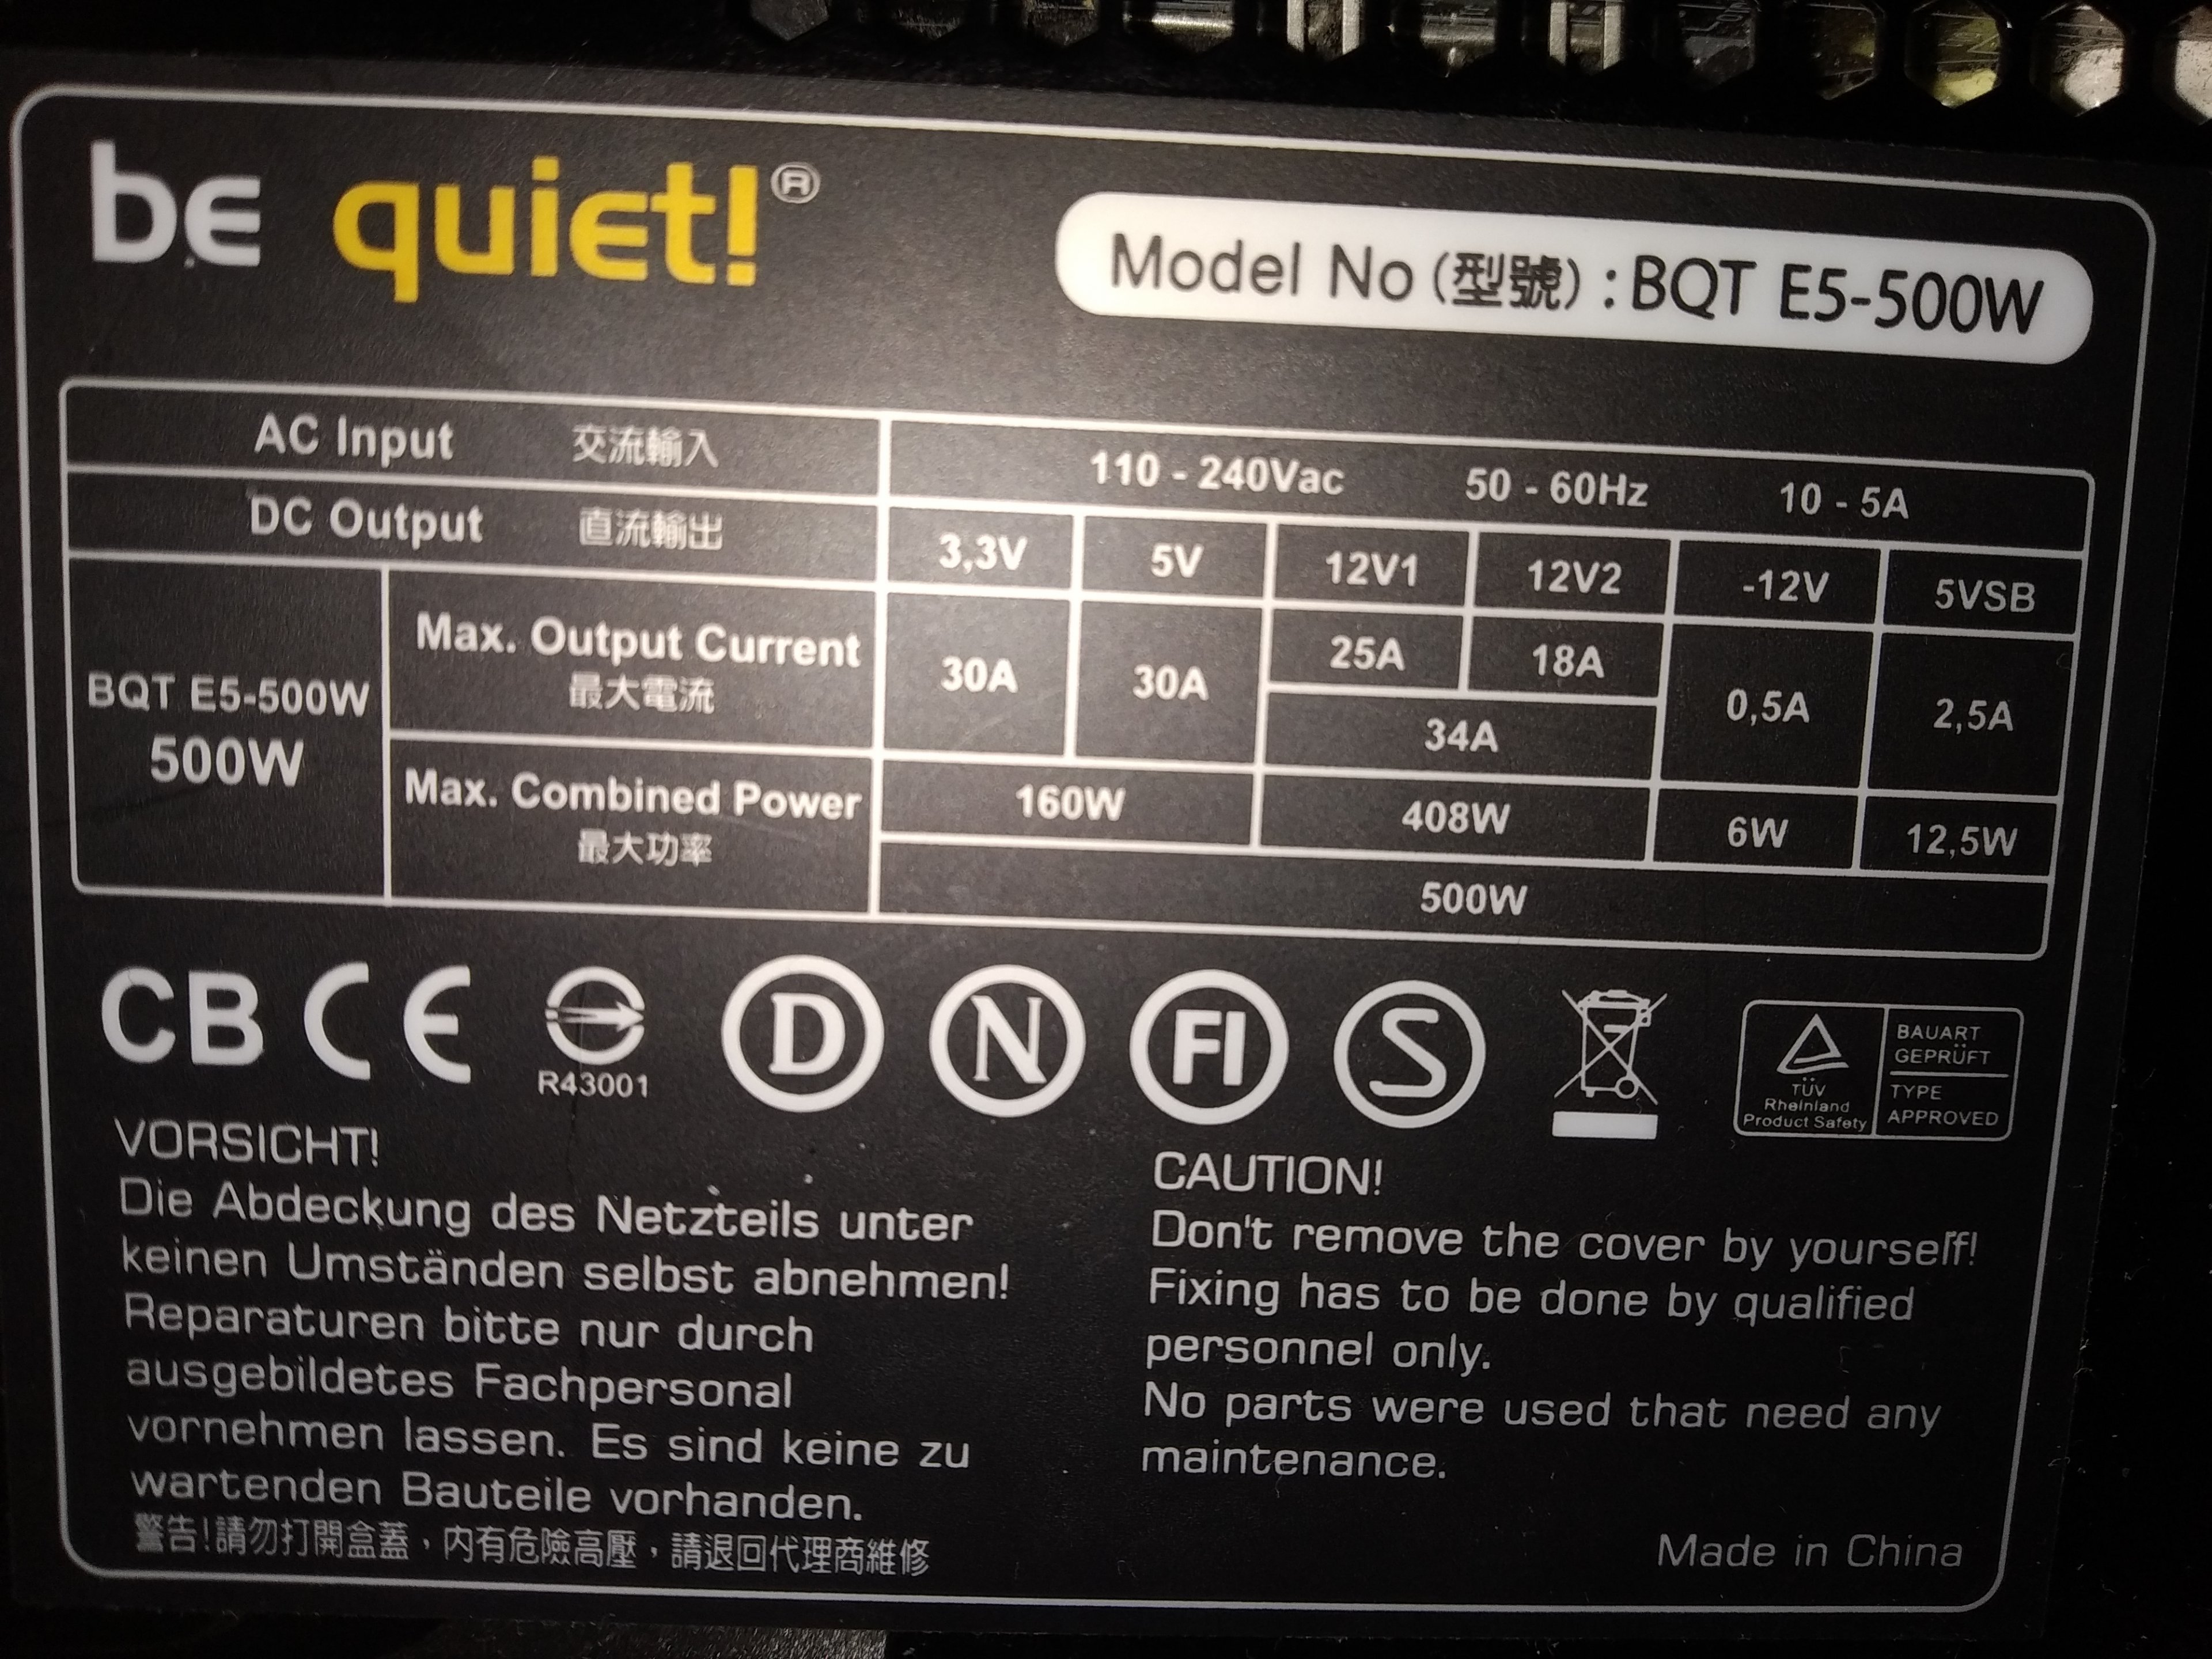 be quiet!®
Model No (型號) : BQT E5-500W
AC Input 交流輸入 110 - 240Vac 50 - 60Hz 10 - 5A
DC Output 直流輸出 3,3V 5V 12V1 12V2 -12V 5VSB
BQT E5-500W
500W
Max. Output Current
最大電流
30A 30A 25A 18A 0,5A 2,5A
34A
Max. Combined Power
最大功率
160W 408W 6W 12,5W
500W
CB CE R43001 D N FI S
TÜV
Rheinland
Product Safety
BAUART
GEPRÜFT
TYPE
APPROVED
VORSICHT!
Die Abdeckung des Netzteils unter
keinen Umständen selbst abnehmen!
Reparaturen bitte nur durch
ausgebildetes Fachpersonal
vornehmen lassen. Es sind keine zu
wartenden Bauteile vorhanden.
警告!請勿打開盒蓋，內有危險高壓，請退回代理商維修
CAUTION!
Don't remove the cover by yourself!
Fixing has to be done by qualified
personnel only.
No parts were used that need any
maintenance.
Made in China